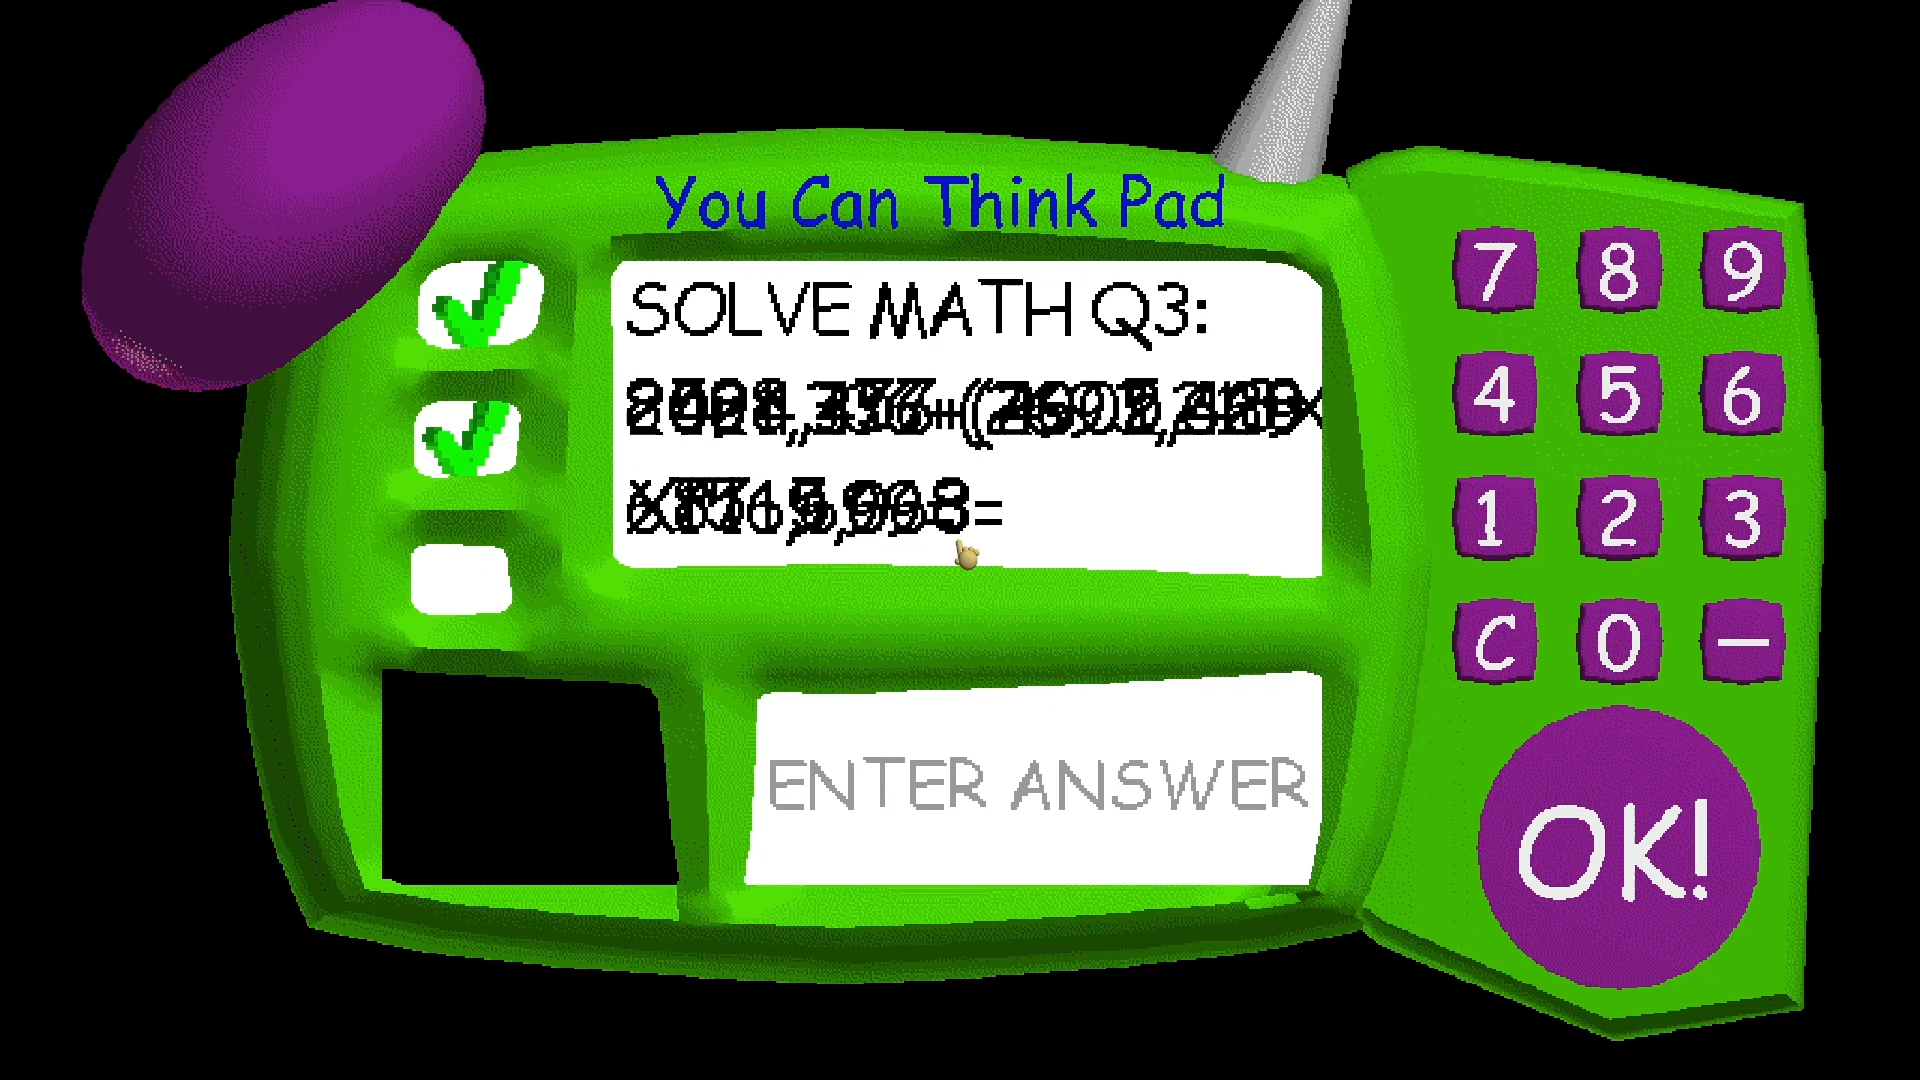 You Can Think Pad
SOLVE MATH Q3:
=
ENTER ANSWER
7 8 9
4 5 6
1 2 3
C 0 -
OK!